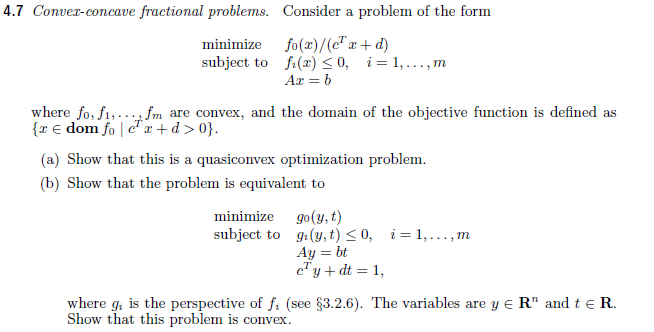 4.7 Convex-concave fractional problems. Consider a problem of the form
minimize f₀(x)/(cᵀx + d)
subject to fᵢ(x) ≤ 0, i = 1, . . . , m
Ax = b
where f₀, f₁, . . . , fₘ are convex, and the domain of the objective function is defined as
{x ∈ dom f₀ | cᵀx + d > 0}.
(a) Show that this is a quasiconvex optimization problem.
(b) Show that the problem is equivalent to
minimize g₀(y, t)
subject to gᵢ(y, t) ≤ 0, i = 1, . . . , m
Ay = bt
cᵀy + dt = 1,
where gᵢ is the perspective of fᵢ (see §3.2.6). The variables are y ∈ Rⁿ and t ∈ R.
Show that this problem is convex.